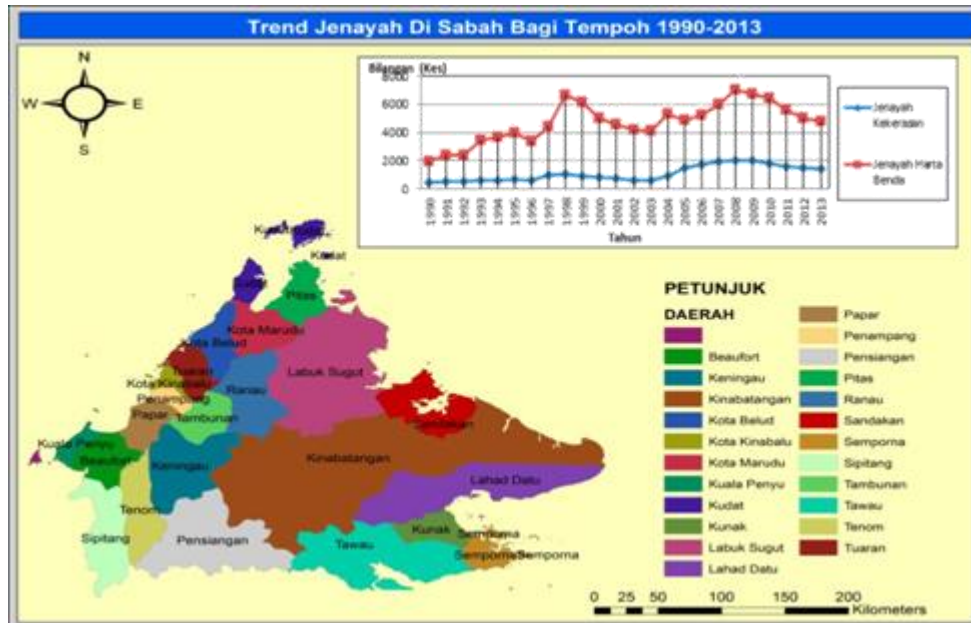 Trend Jenayah Di Sabah Bagi Tempoh 1990-2013
N
W E
S
Bilangan (Kes)
8000
6000
4000
2000
0
1990 1991 1992 1993 1994 1995 1996 1997 1998 1999 2000 2001 2002 2003 2004 2005 2006 2007 2008 2009 2010 2011 2012 2013
Tahun
Jenayah
Kekerasan
Jenayah Harta
Benda
Kudat
Kudat
Pitas
Kota Marudu
Kota Belud
Tuaran
Labuk Sugut
Kota Kinabalu
Ranau
Penampang
Papar
Tambunan
Sandakan
Kuala Penyu
Beaufort
Keningau
Kinabatangan
Lahad Datu
Tenom
Kunak
Semporna
Sipitang
Pensiangan
Tawau
Semporna
Semporna
PETUNJUK
DAERAH
Beaufort
Keningau
Kinabatangan
Kota Belud
Kota Kinabalu
Kota Marudu
Kuala Penyu
Kudat
Kunak
Labuk Sugut
Lahad Datu
Papar
Penampang
Pensiangan
Pitas
Ranau
Sandakan
Semporna
Sipitang
Tambunan
Tawau
Tenom
Tuaran
0 12.5 25 50 100 150 200
Kilometers